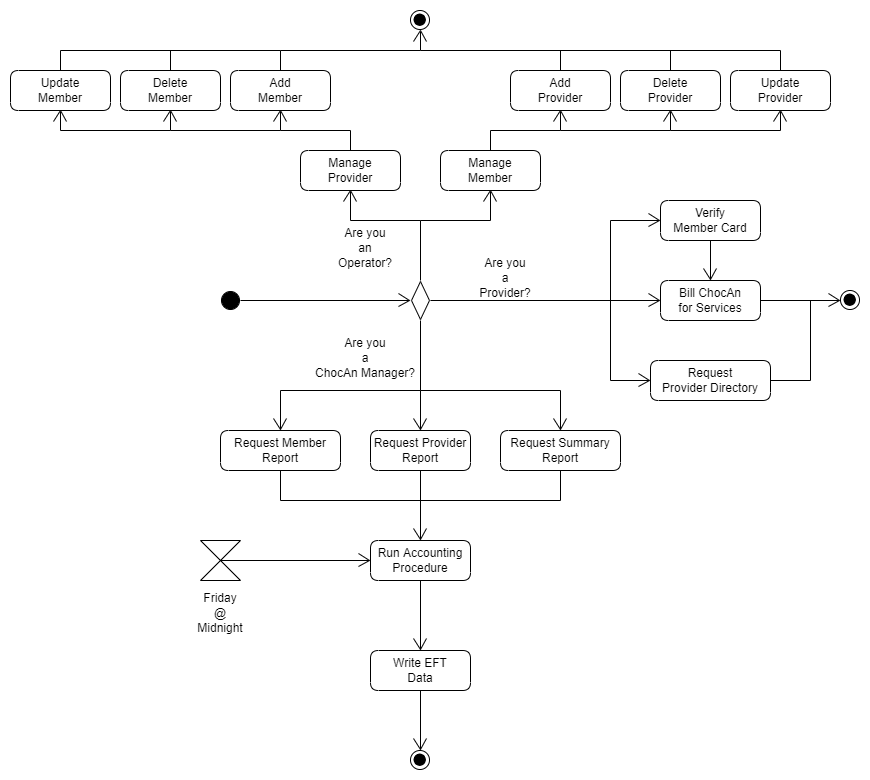 Update
Member
Delete
Member
Add
Member
Add
Provider
Delete
Provider
Update
Provider
Manage
Provider
Manage
Member
Verify
Member Card
Are you
an
Operator?
Are you
a
Provider?
Bill ChocAn
for Services
Are you
a
ChocAn Manager?
Request
Provider Directory
Request Member
Report
Request Provider
Report
Request Summary
Report
Run Accounting
Procedure
Friday
@
Midnight
Write EFT
Data